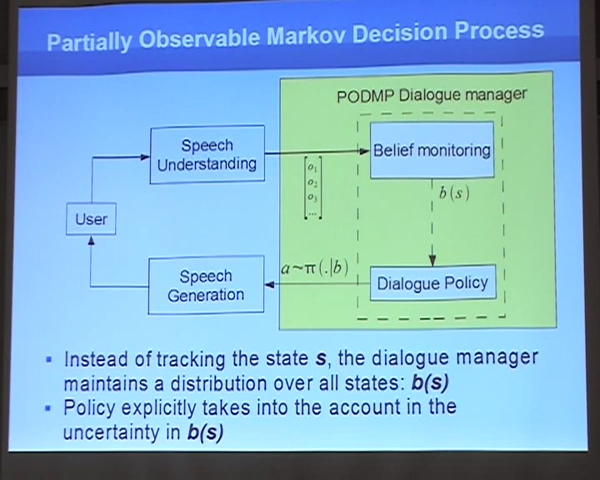 Partially Observable Markov Decision Process
PODMP Dialogue manager
Speech
Understanding
Belief monitoring
o1
o2
o3
...
b(s)
User
a~π(.|b)
Speech
Generation
Dialogue Policy
▪ Instead of tracking the state s, the dialogue manager
maintains a distribution over all states: b(s)
▪ Policy explicitly takes into the account in the
uncertainty in b(s)